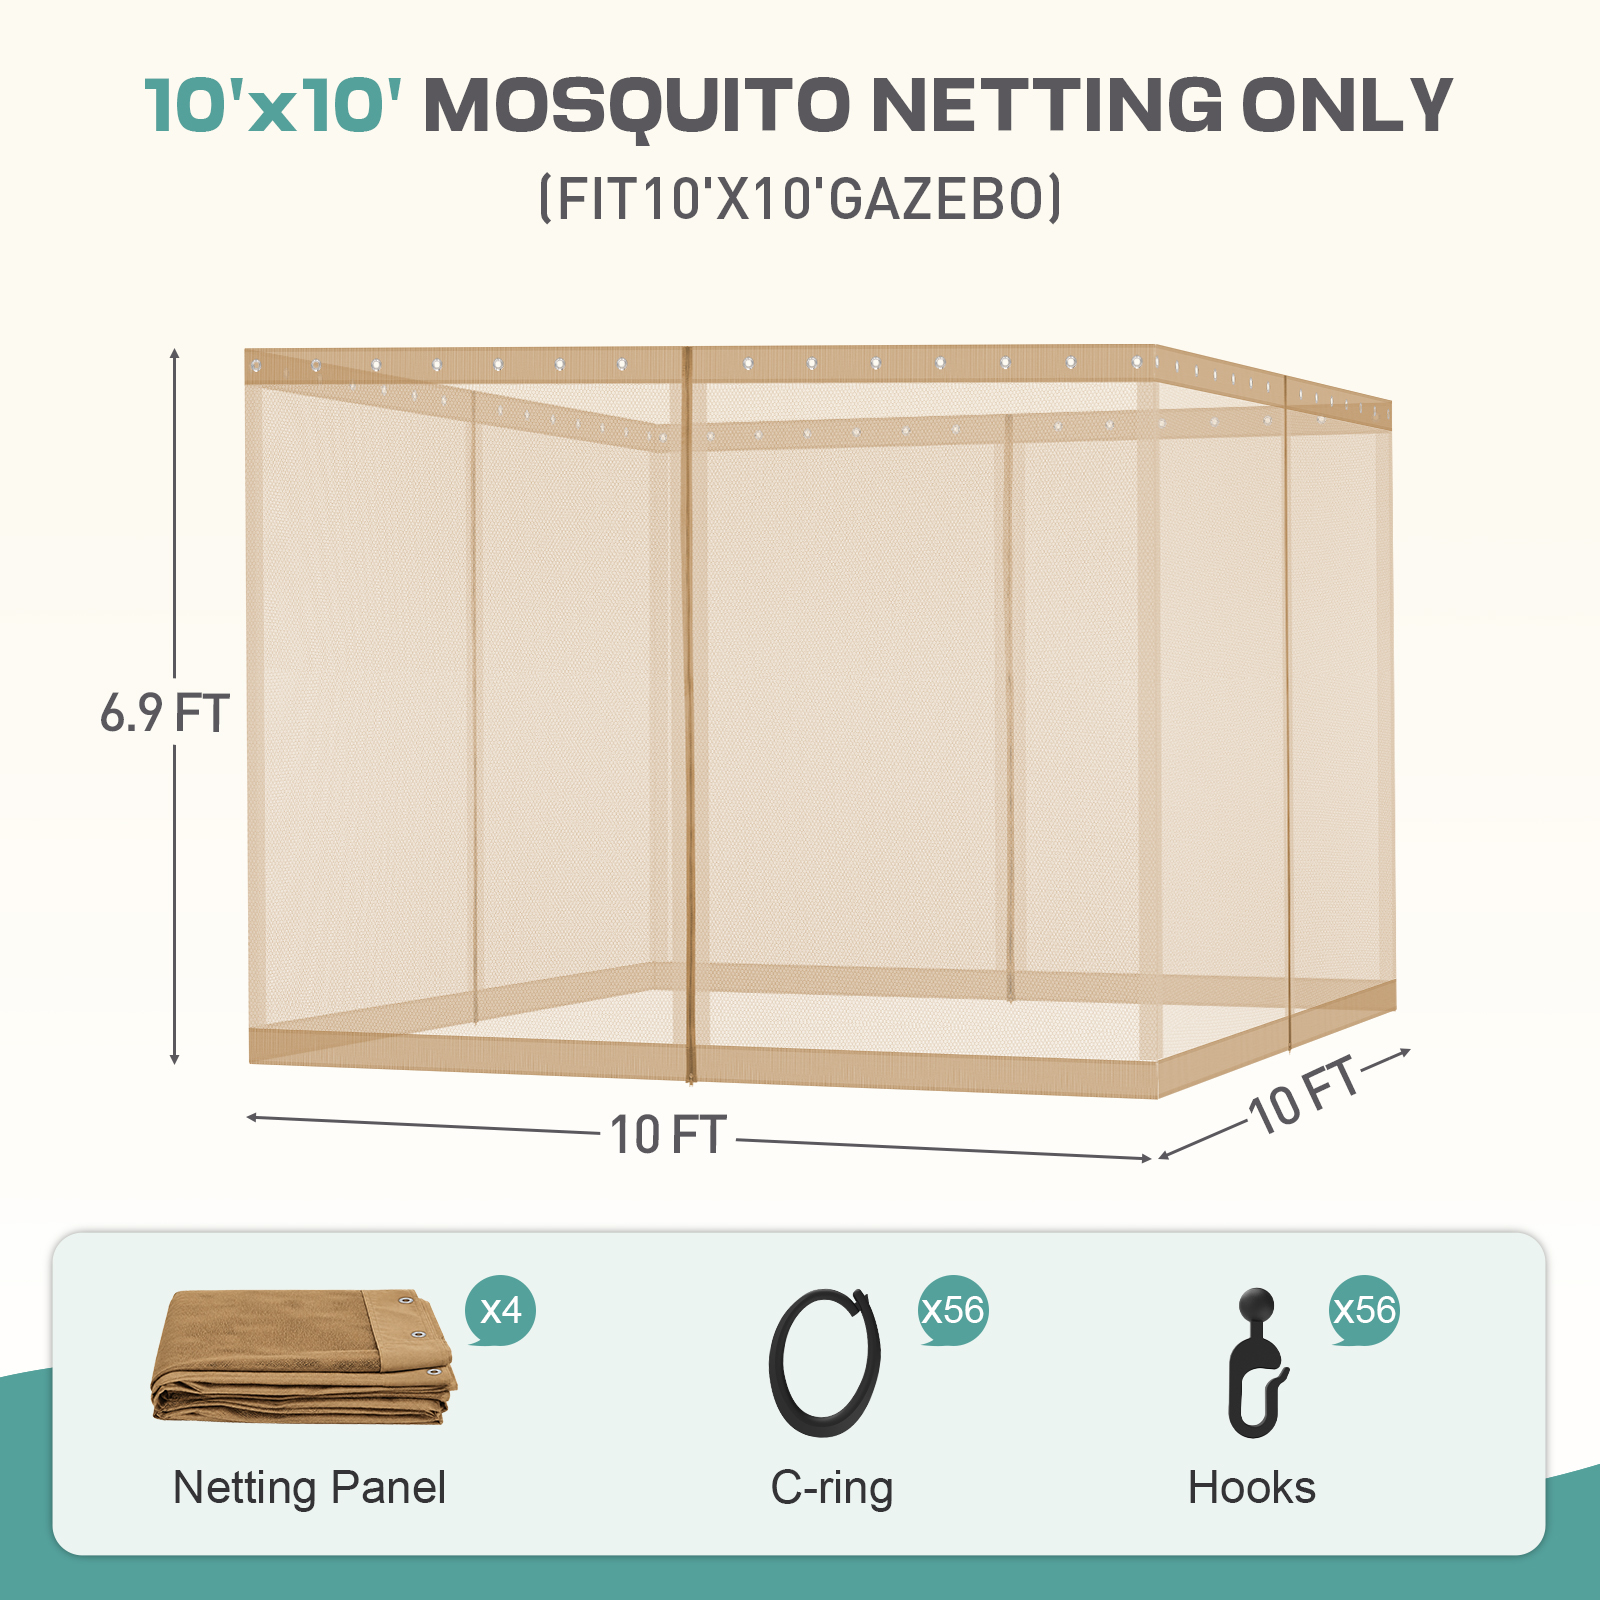 10'x10' MOSQUITO NETTING ONLY
(FIT10'X10'GAZEBO)
6.9 FT
10 FT
10 FT
x4
x56
x56
Netting Panel
C-ring
Hooks